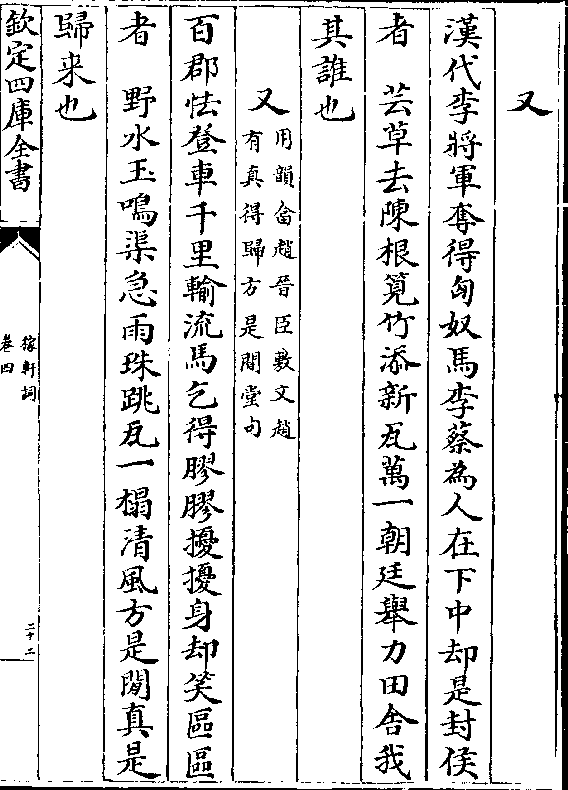 又
漢代李將軍奪得匈奴馬李蔡為人在下中却是封侯
者　芸草去陳根筧竹添新瓦萬一朝廷舉力田舍我
其誰也
又
用韻畣趙晉臣敷文趙
有真得歸方是閒堂句
百郡怯登車千里輸流馬乞得膠膠擾擾身却笑區區
者　野水玉鳴渠急雨珠跳瓦一榻清風方是閒真是
歸来也
欽定四庫全書
稼軒詞
卷四
二十二